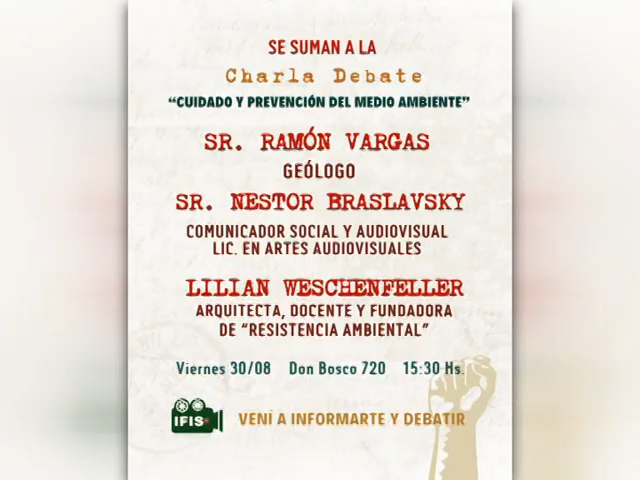 SE SUMAN A LA
Charla Debate
“CUIDADO Y PREVENCIÓN DEL MEDIO AMBIENTE”
SR. RAMÓN VARGAS
GEÓLOGO
SR. NESTOR BRASLAVSKY
COMUNICADOR SOCIAL Y AUDIOVISUAL
LIC. EN ARTES AUDIOVISUALES
LILIAN WESCHENFELLER
ARQUITECTA, DOCENTE Y FUNDADORA
DE “RESISTENCIA AMBIENTAL”
Viernes 30/08 Don Bosco 720 15:30 Hs.
IFIS
VENÍ A INFORMARTE Y DEBATIR